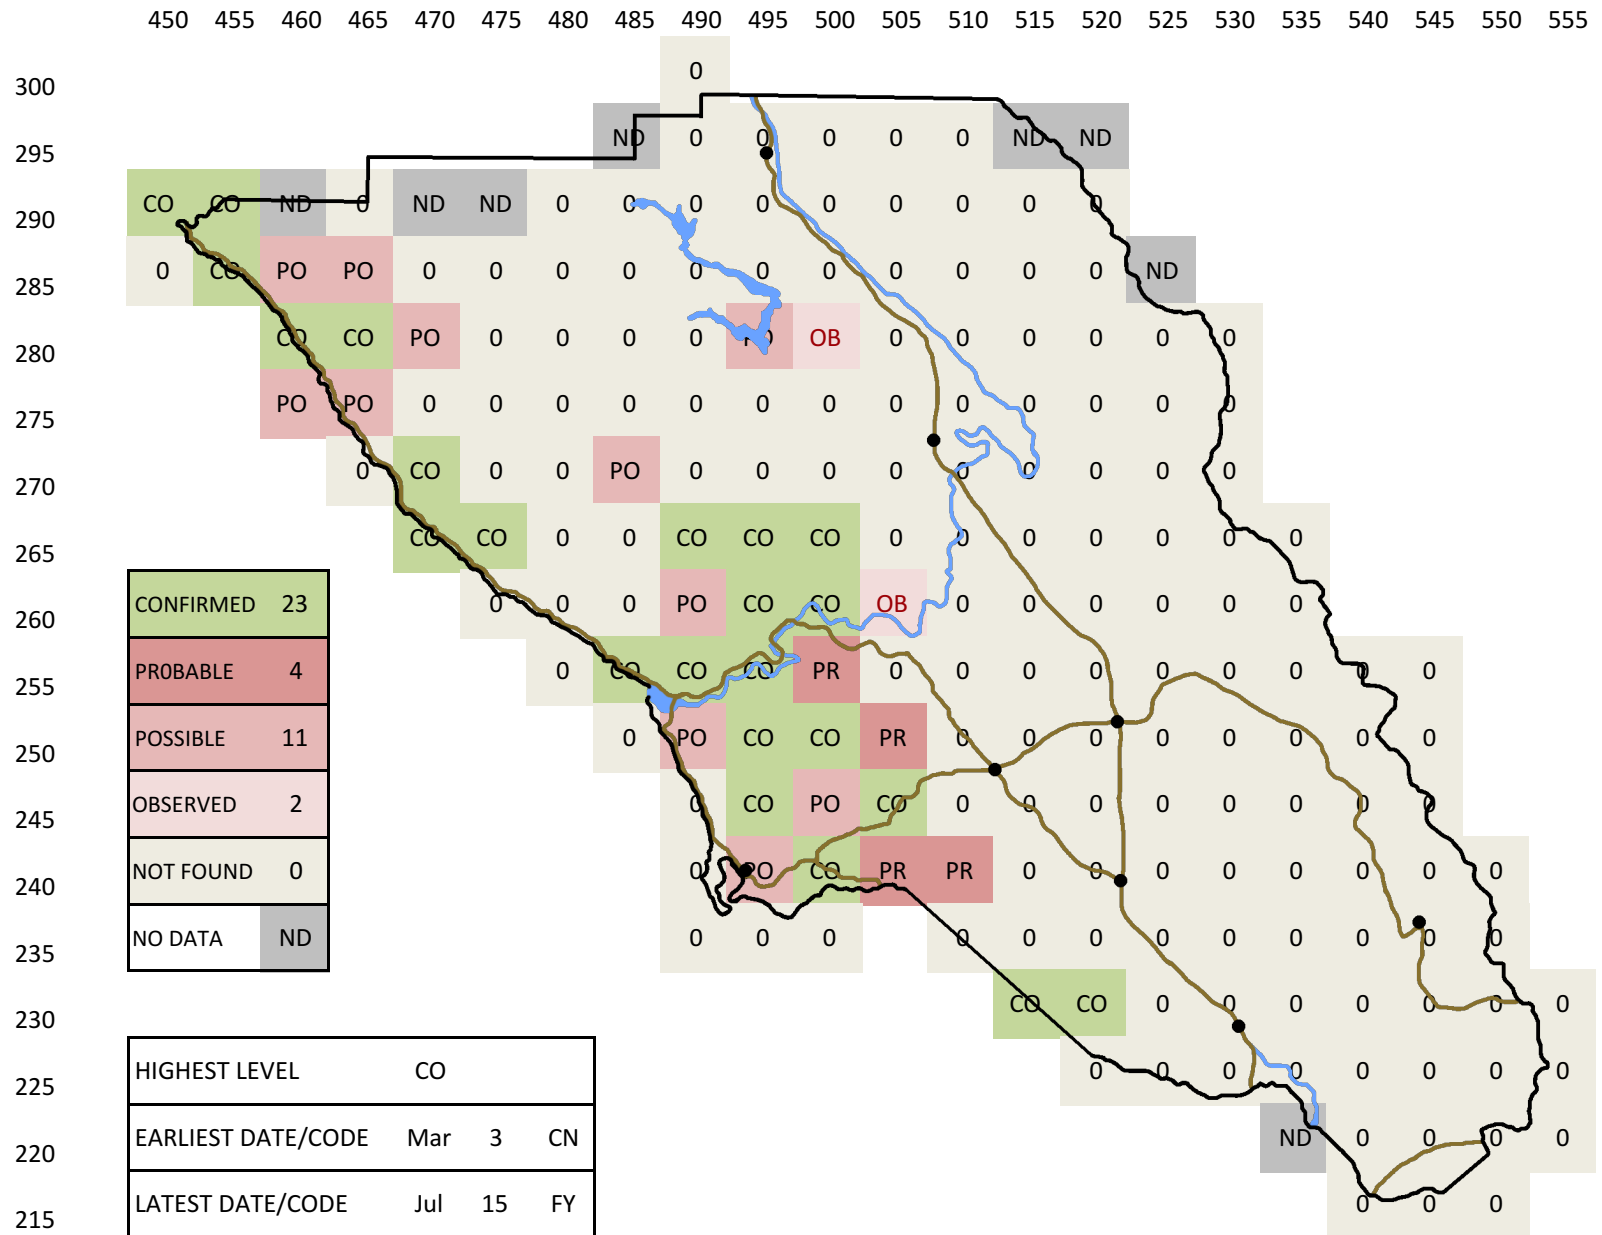 450 455 460 465 470 475 480 485 490 495 500 505 510 515 520 525 530 535 540 545 550 555
300 0
295 ND 0 0 0 0 0 ND ND
290 CO CO ND 0 ND ND 0 0 0 0 0 0 0 0 0
285 0 CO PO PO 0 0 0 0 0 0 0 0 0 0 0 ND
280 CO CO PO 0 0 0 0 PO OB 0 0 0 0 0 0
275 PO PO 0 0 0 0 0 0 0 0 0 0 0 0 0
270 0 CO 0 0 PO 0 0 0 0 0 0 0 0 0
265 CO CO 0 0 CO CO CO 0 0 0 0 0 0 0
260 0 0 0 PO CO CO OB 0 0 0 0 0 0
255 0 CO CO CO PR 0 0 0 0 0 0 0 0 0
250 0 PO CO CO PR 0 0 0 0 0 0 0 0
245 0 CO PO CO 0 0 0 0 0 0 0 0
240 0 PO CO PR PR 0 0 0 0 0 0 0 0
235 0 0 0 0 0 0 0 0 0 0 0 0
230 CO CO 0 0 0 0 0 0 0
225 0 0 0 0 0 0 0 0
220 ND 0 0 0 0
215 0 0 0
CONFIRMED 23
PR0BABLE 4
POSSIBLE 11
OBSERVED 2
NOT FOUND 0
NO DATA ND
HIGHEST LEVEL CO
EARLIEST DATE/CODE Mar 3 CN
LATEST DATE/CODE Jul 15 FY